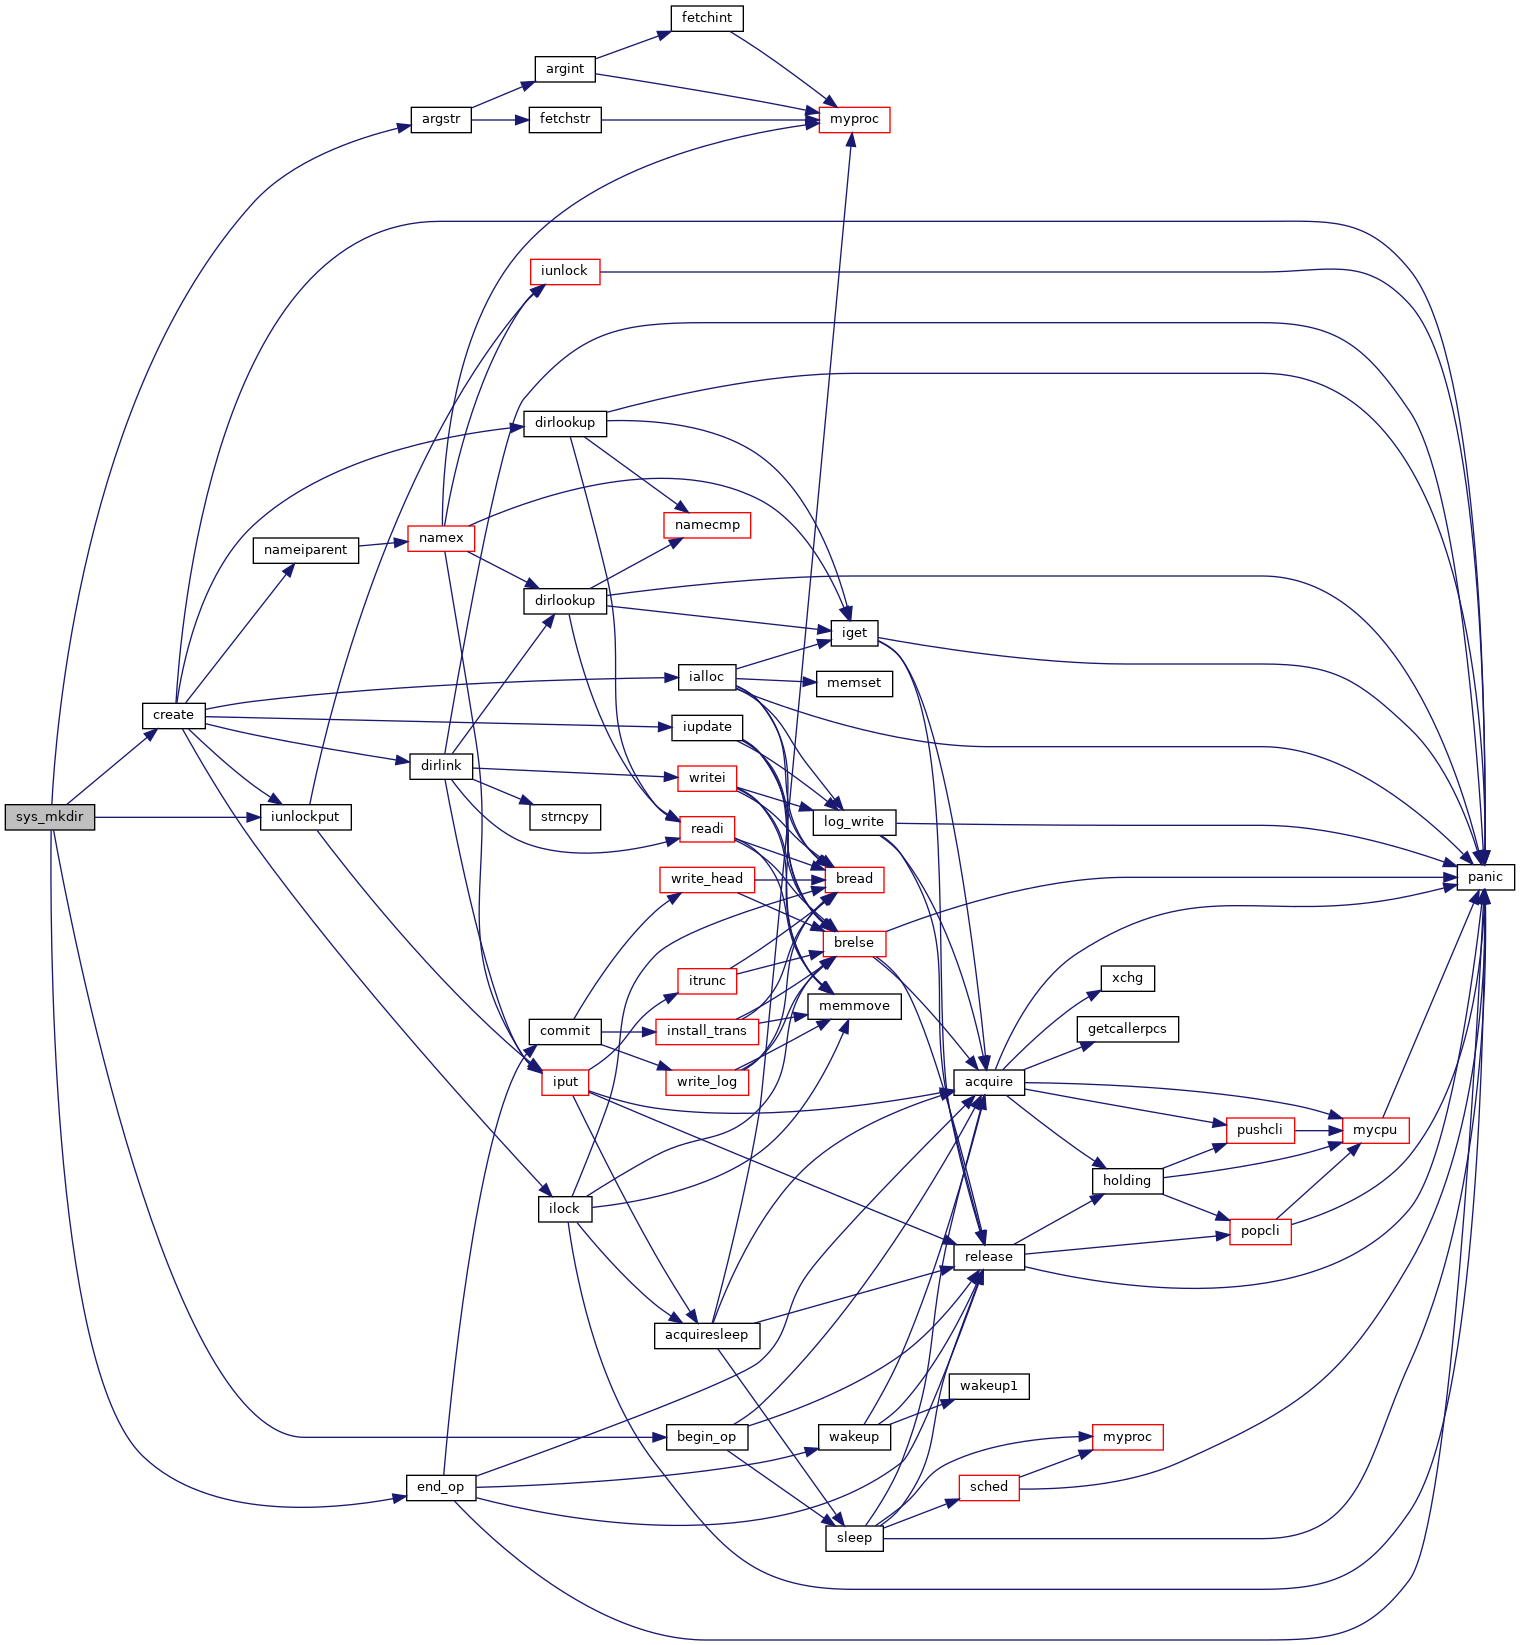 fetchint
argint
argstr
fetchstr
myproc
iunlock
dirlookup
namecmp
nameiparent
namex
dirlookup
iget
ialloc
memset
create
iupdate
dirlink
writei
sys_mkdir
iunlockput
strncpy
log_write
readi
write_head
bread
panic
brelse
itrunc
xchg
memmove
commit
install_trans
getcallerpcs
iput
write_log
acquire
pushcli
mycpu
holding
ilock
popcli
release
acquiresleep
wakeup1
begin_op
wakeup
myproc
end_op
sched
sleep